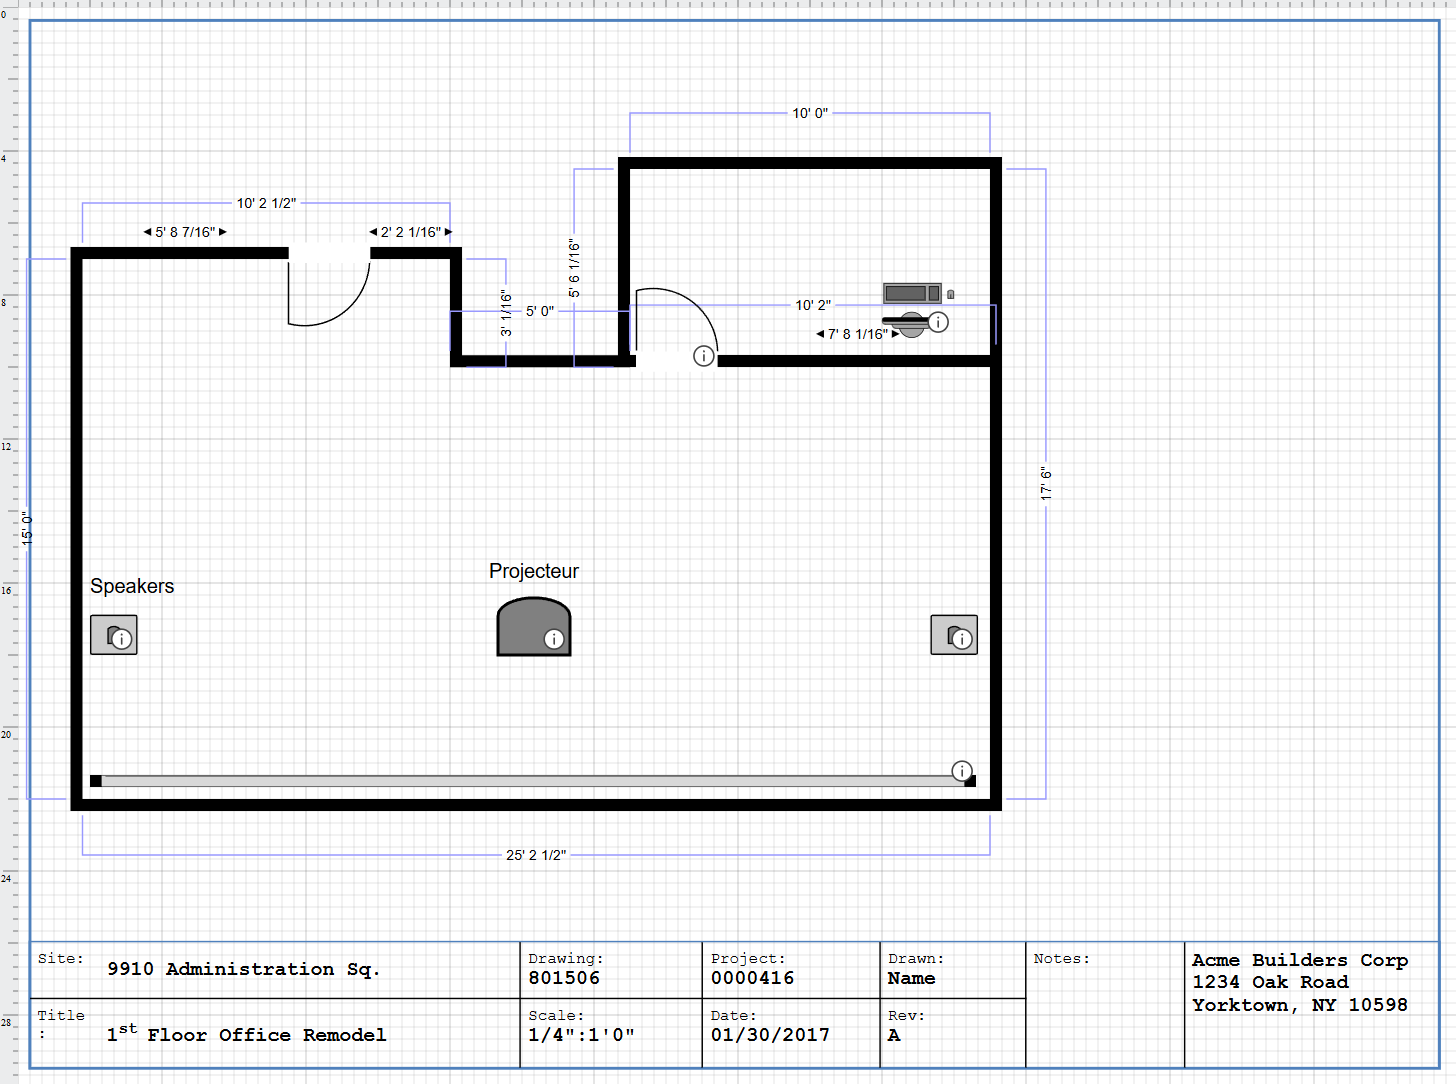 0
10' 0"
4
10' 2 1/2"
5' 8 7/16"
2' 2 1/16"
5' 6 1/16"
8
3' 1/16"
5' 0"
10' 2"
i
7' 8 1/16"
i
12
17' 6"
15' 0"
Projecteur
Speakers
16
i
i
i
20
i
25' 2 1/2"
24
Site: 9910 Administration Sq.
Drawing:
801506
Project:
0000416
Drawn:
Name
Notes:
Acme Builders Corp
1234 Oak Road
Yorktown, NY 10598
28
Title
: 1st Floor Office Remodel
Scale:
1/4":1'0"
Date:
01/30/2017
Rev:
A